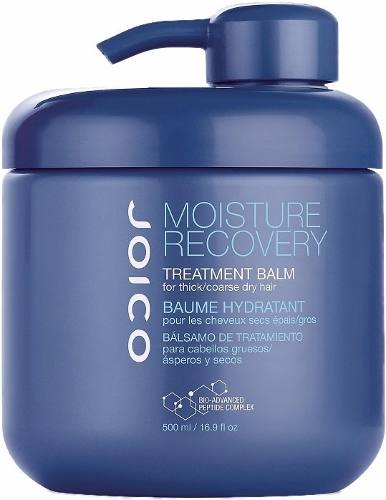 JOICO
MOISTURE
RECOVERY
TREATMENT BALM
for thick/coarse dry hair
BAUME HYDRATANT
pour les cheveux secs épais/gros
BÁLSAMO DE TRATAMIENTO
para cabellos gruesos/
ásperos y secos
BIO-ADVANCED
PEPTIDE COMPLEX
500 ml / 16.9 fl oz